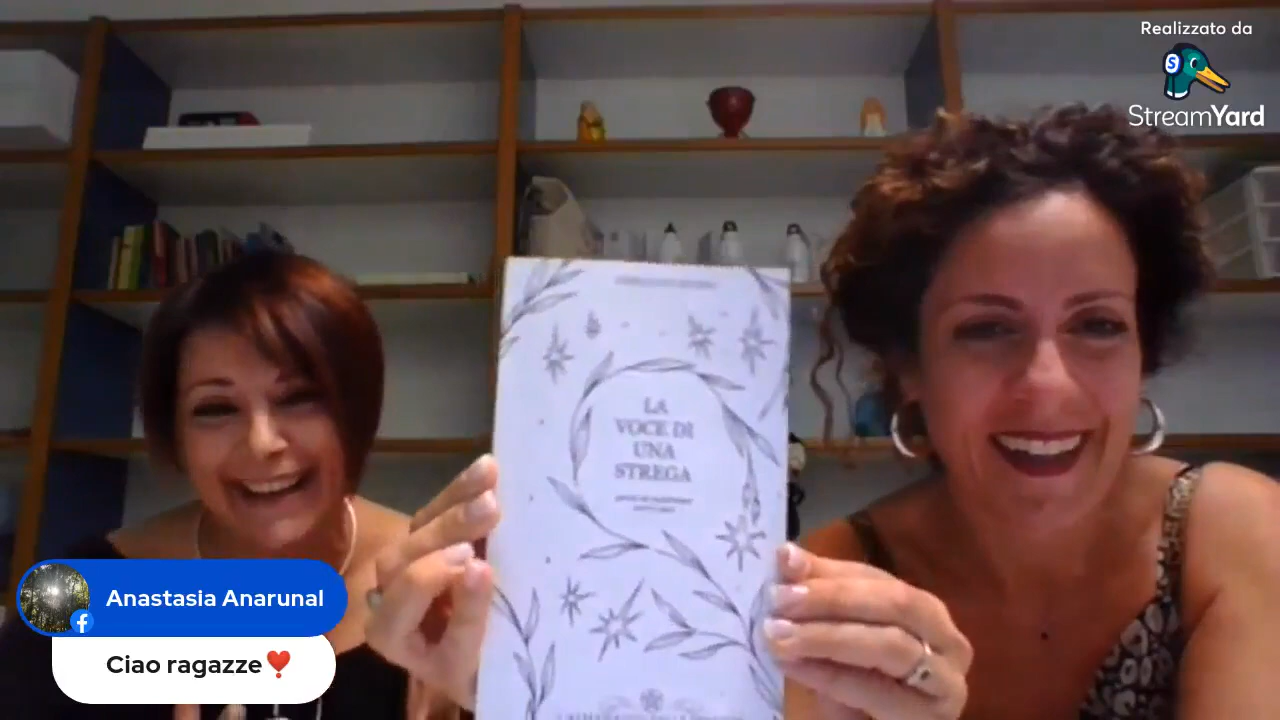 Realizzato da
StreamYard
LA
VOCE DI
UNA
STREGA
Anastasia Anarunal
Ciao ragazze❣️